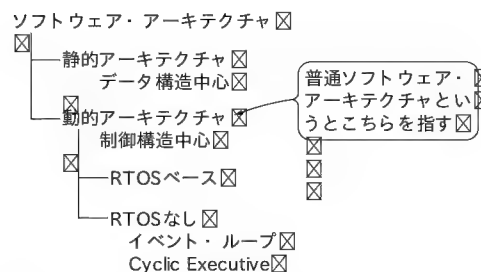 ソフトウェア・アーキテクチャ
静的アーキテクチャ
データ構造中心
普通ソフトウェア・
アーキテクチャとい
うとこちらを指す
動的アーキテクチャ
制御構造中心
RTOSベース
RTOSなし
イベント・ループ
Cyclic Executive